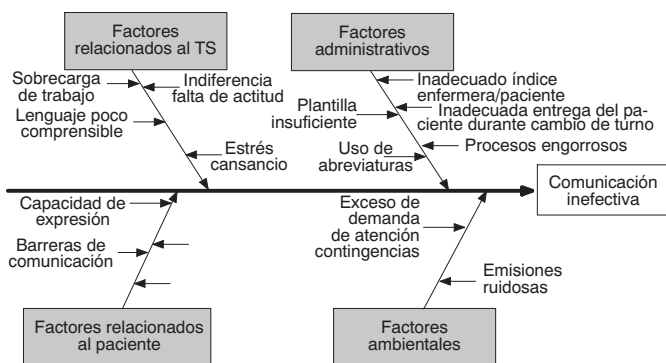 Factores
relacionados al TS
Factores
administrativos
Sobrecarga
de trabajo
Indiferencia
falta de actitud
Lenguaje poco
comprensible
Estrés
cansancio
Inadecuado índice
enfermera/paciente
Plantilla
insuficiente
Inadecuada entrega del pa-
ciente durante cambio de turno
Procesos engorrosos
Uso de
abreviaturas
Comunicación
inefectiva
Capacidad de
expresión
Barreras de
comunicación
Exceso de
demanda
de atención
contingencias
Emisiones
ruidosas
Factores relacionados
al paciente
Factores
ambientales